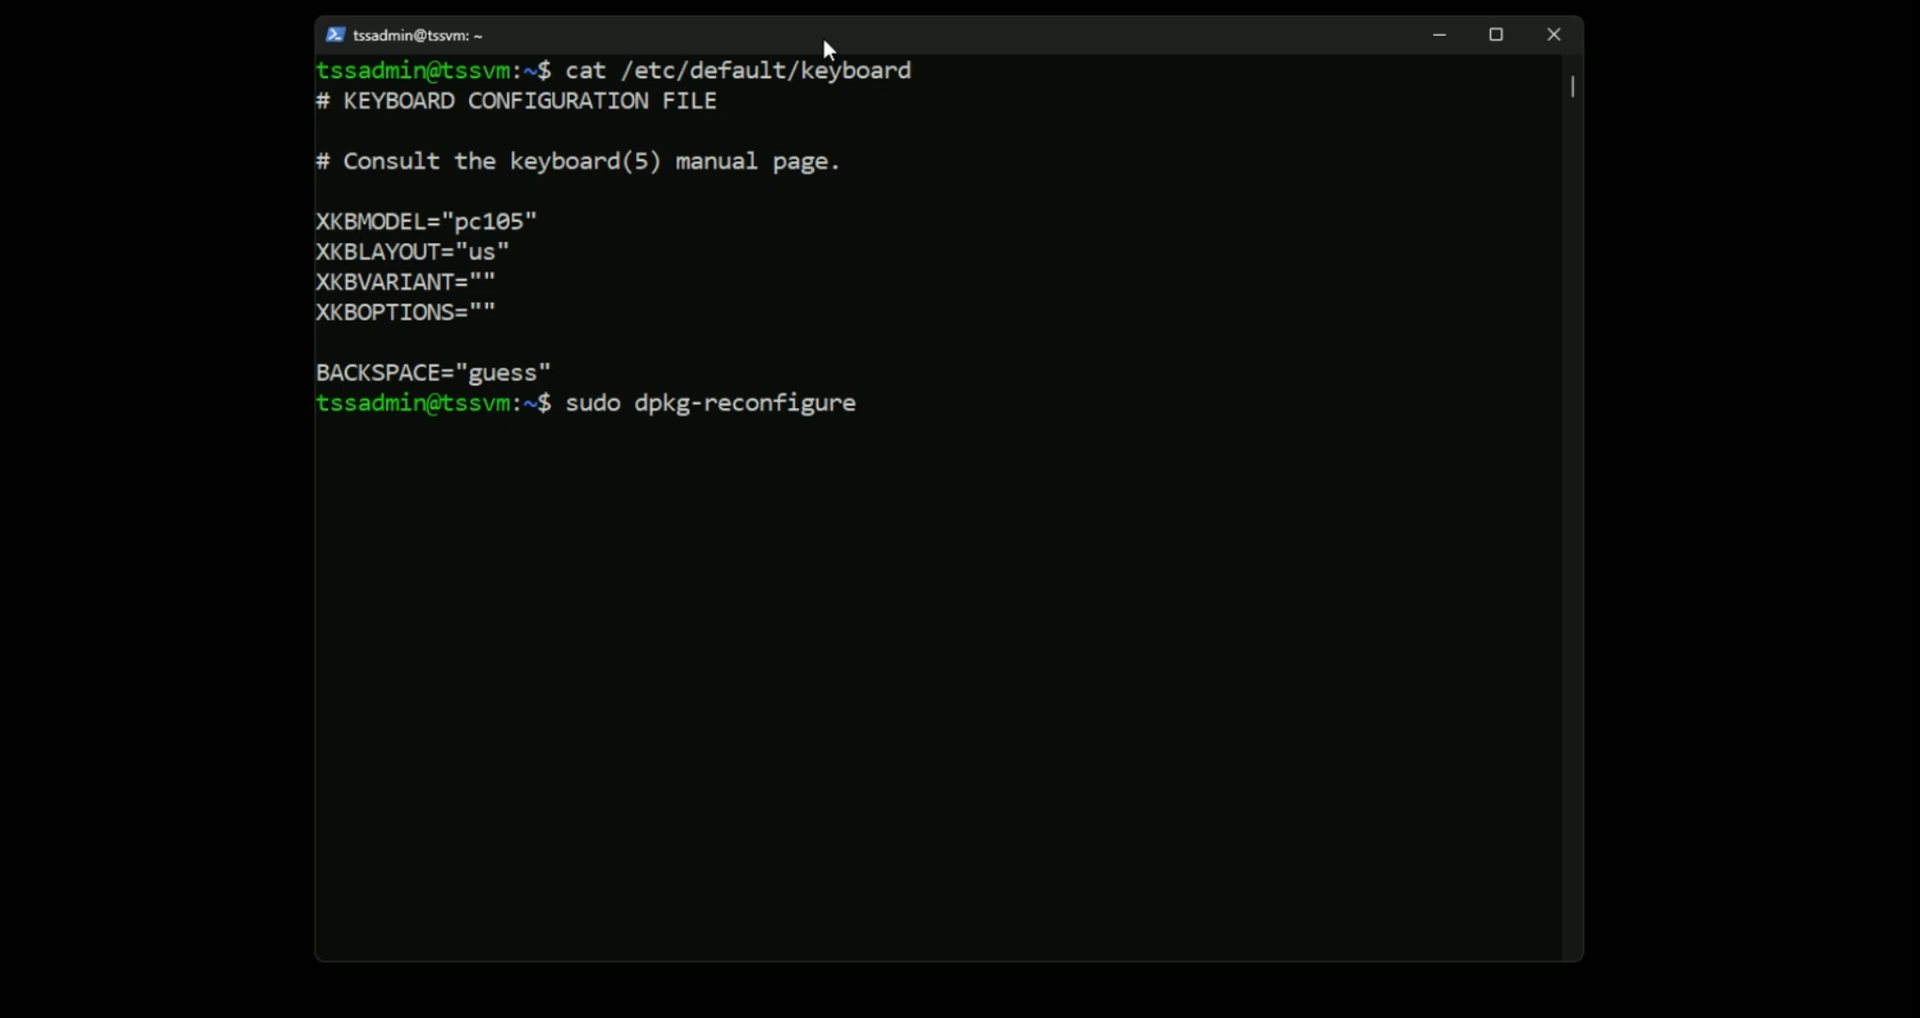 tssadmin@tssvm: ~
tssadmin@tssvm:~$ cat /etc/default/keyboard
# KEYBOARD CONFIGURATION FILE
# Consult the keyboard(5) manual page.
XKBMODEL="pc105"
XKBLAYOUT="us"
XKBVARIANT=""
XKBOPTIONS=""
BACKSPACE="guess"
tssadmin@tssvm:~$ sudo dpkg-reconfigure